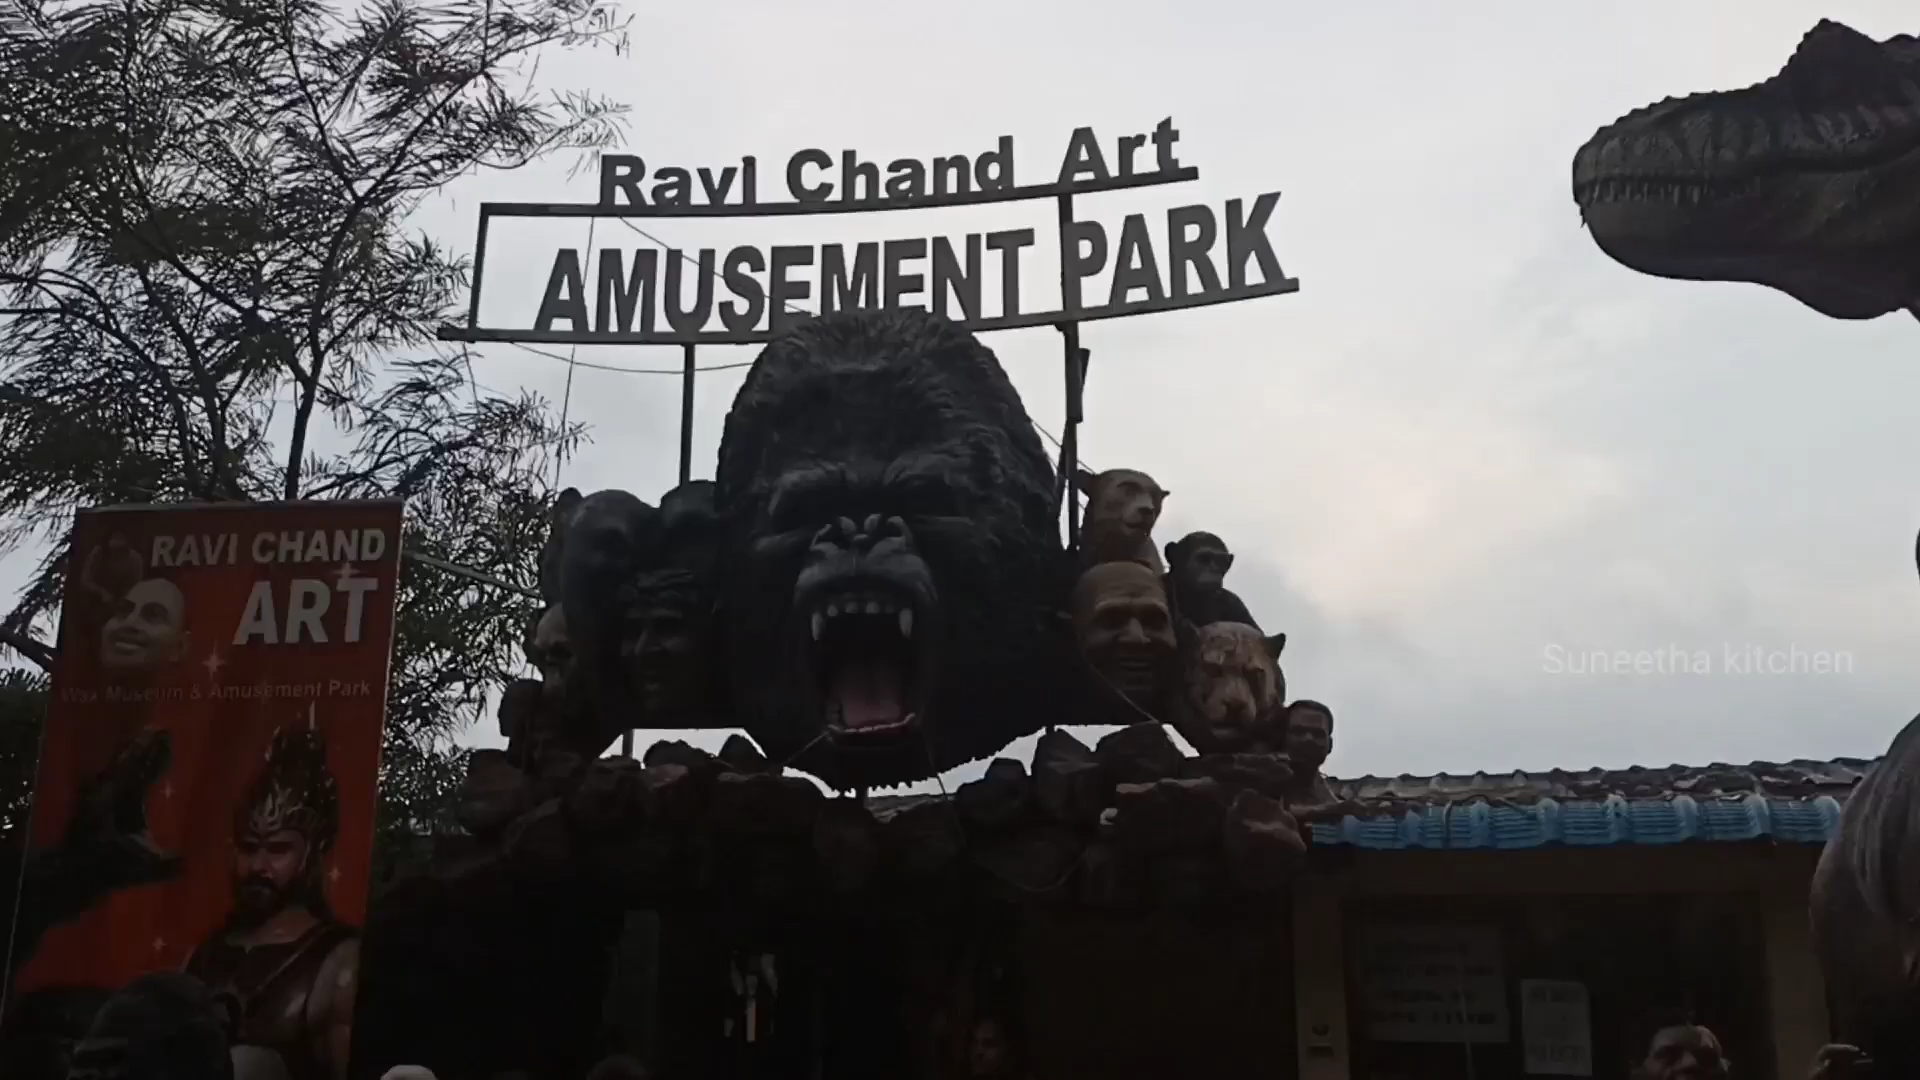 Ravi Chand Art
AMUSEMENT PARK
RAVI CHAND
ART
Wax Museum & Amusement Park
Suneetha kitchen